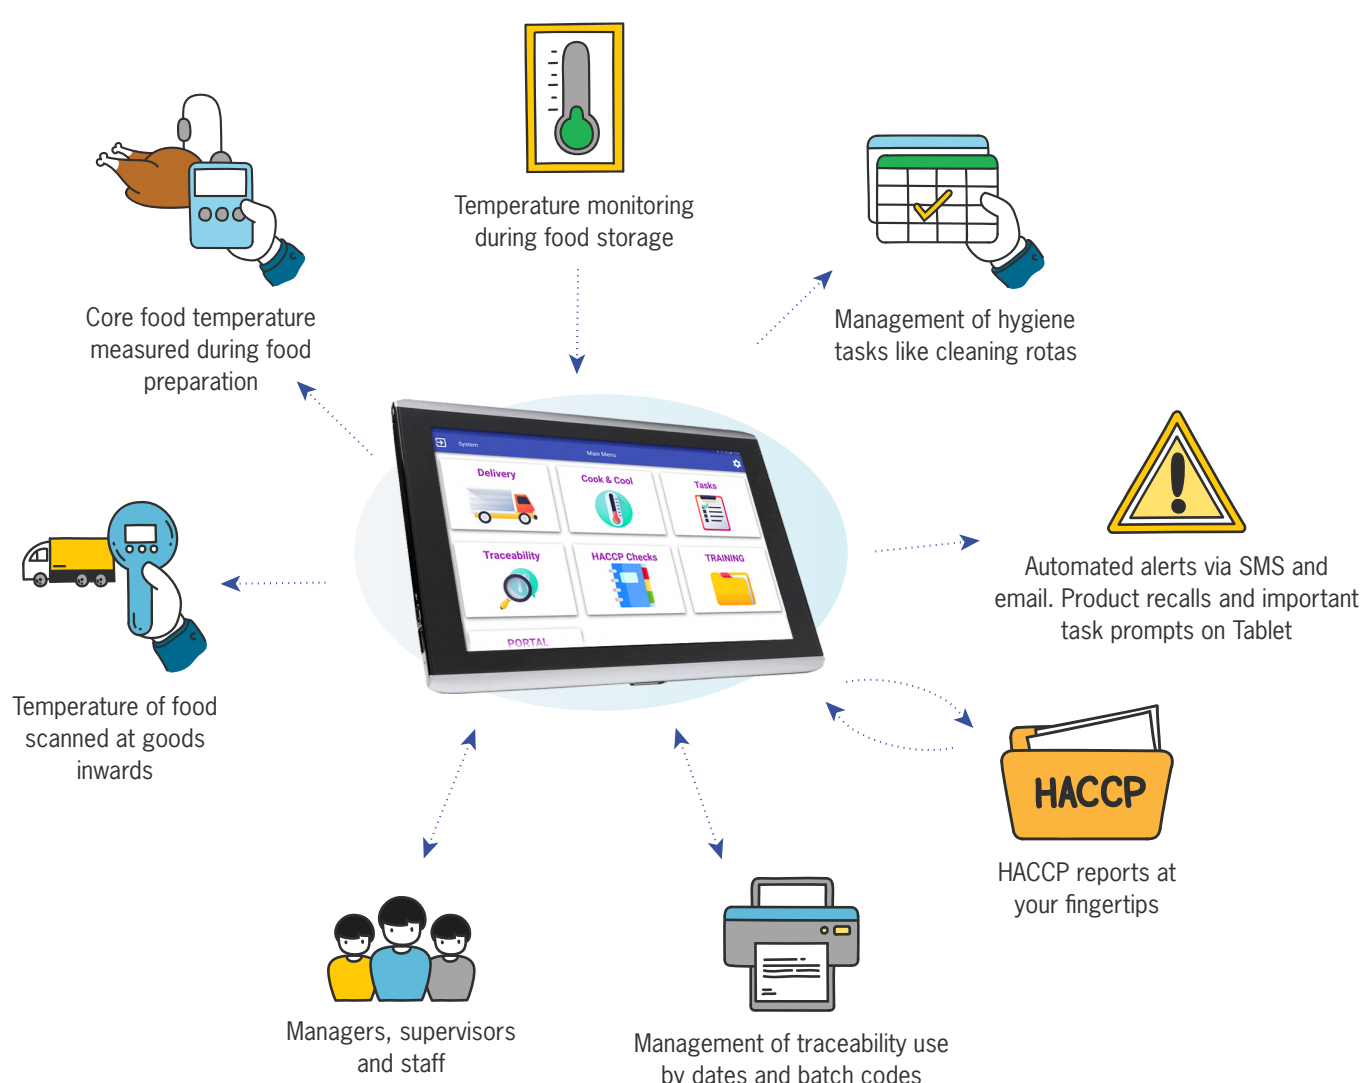 Temperature monitoring
during food storage
Core food temperature
measured during food
preparation
Management of hygiene
tasks like cleaning rotas
System
Main Menu
Delivery
Cook & Cool
Tasks
Traceability
HACCP Checks
TRAINING
PORTAL
Automated alerts via SMS and
email. Product recalls and important
task prompts on Tablet
Temperature of food
scanned at goods
inwards
HACCP
HACCP reports at
your fingertips
Managers, supervisors
and staff
Management of traceability use
by dates and batch codes